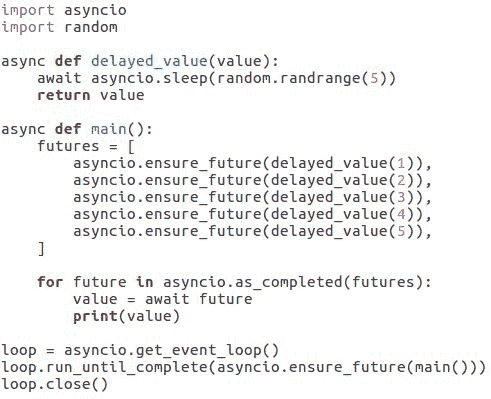 import asyncio
import random

async def delayed_value(value):
    await asyncio.sleep(random.randrange(5))
    return value

async def main():
    futures = [
        asyncio.ensure_future(delayed_value(1)),
        asyncio.ensure_future(delayed_value(2)),
        asyncio.ensure_future(delayed_value(3)),
        asyncio.ensure_future(delayed_value(4)),
        asyncio.ensure_future(delayed_value(5)),
    ]

    for future in asyncio.as_completed(futures):
        value = await future
        print(value)

loop = asyncio.get_event_loop()
loop.run_until_complete(asyncio.ensure_future(main()))
loop.close()